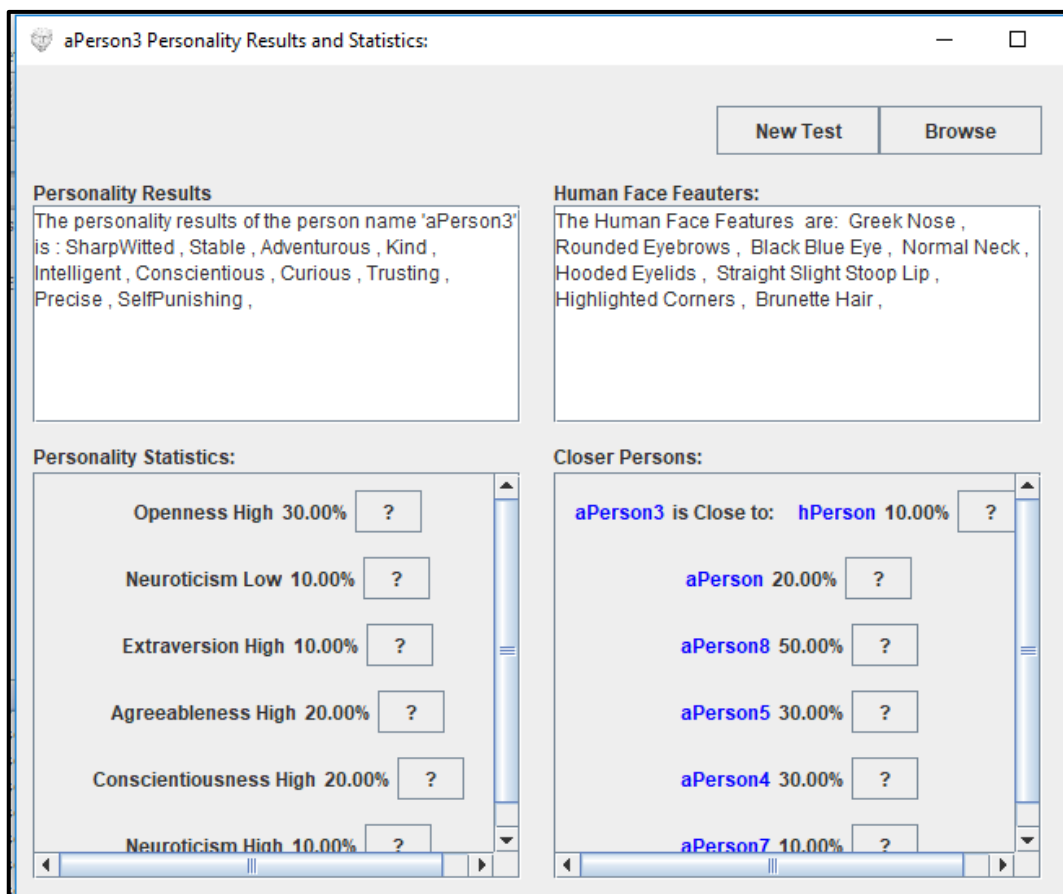 aPerson3 Personality Results and Statistics:
New Test Browse
Personality Results
The personality results of the person name 'aPerson3'
is : SharpWitted , Stable , Adventurous , Kind ,
Intelligent , Conscientious , Curious , Trusting ,
Precise , SelfPunishing ,
Human Face Feauters:
The Human Face Features are: Greek Nose ,
Rounded Eyebrows , Black Blue Eye , Normal Neck ,
Hooded Eyelids , Straight Slight Stoop Lip ,
Highlighted Corners , Brunette Hair ,
Personality Statistics:
Openness High 30.00% ?
Neuroticism Low 10.00% ?
Extraversion High 10.00% ?
Agreeableness High 20.00% ?
Conscientiousness High 20.00% ?
Neuroticism High 10.00% ?
Closer Persons:
aPerson3 is Close to: hPerson 10.00% ?
aPerson 20.00% ?
aPerson8 50.00% ?
aPerson5 30.00% ?
aPerson4 30.00% ?
aPerson7 10.00% ?